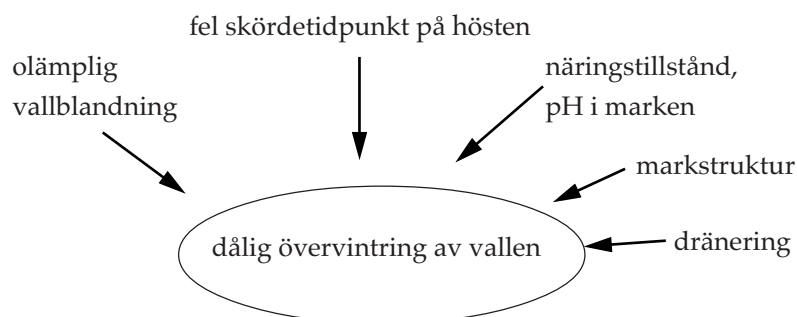 fel skördetidpunkt på hösten
olämplig
vallblandning
näringstillstånd,
pH i marken
markstruktur
dränering
dålig övervintring av vallen